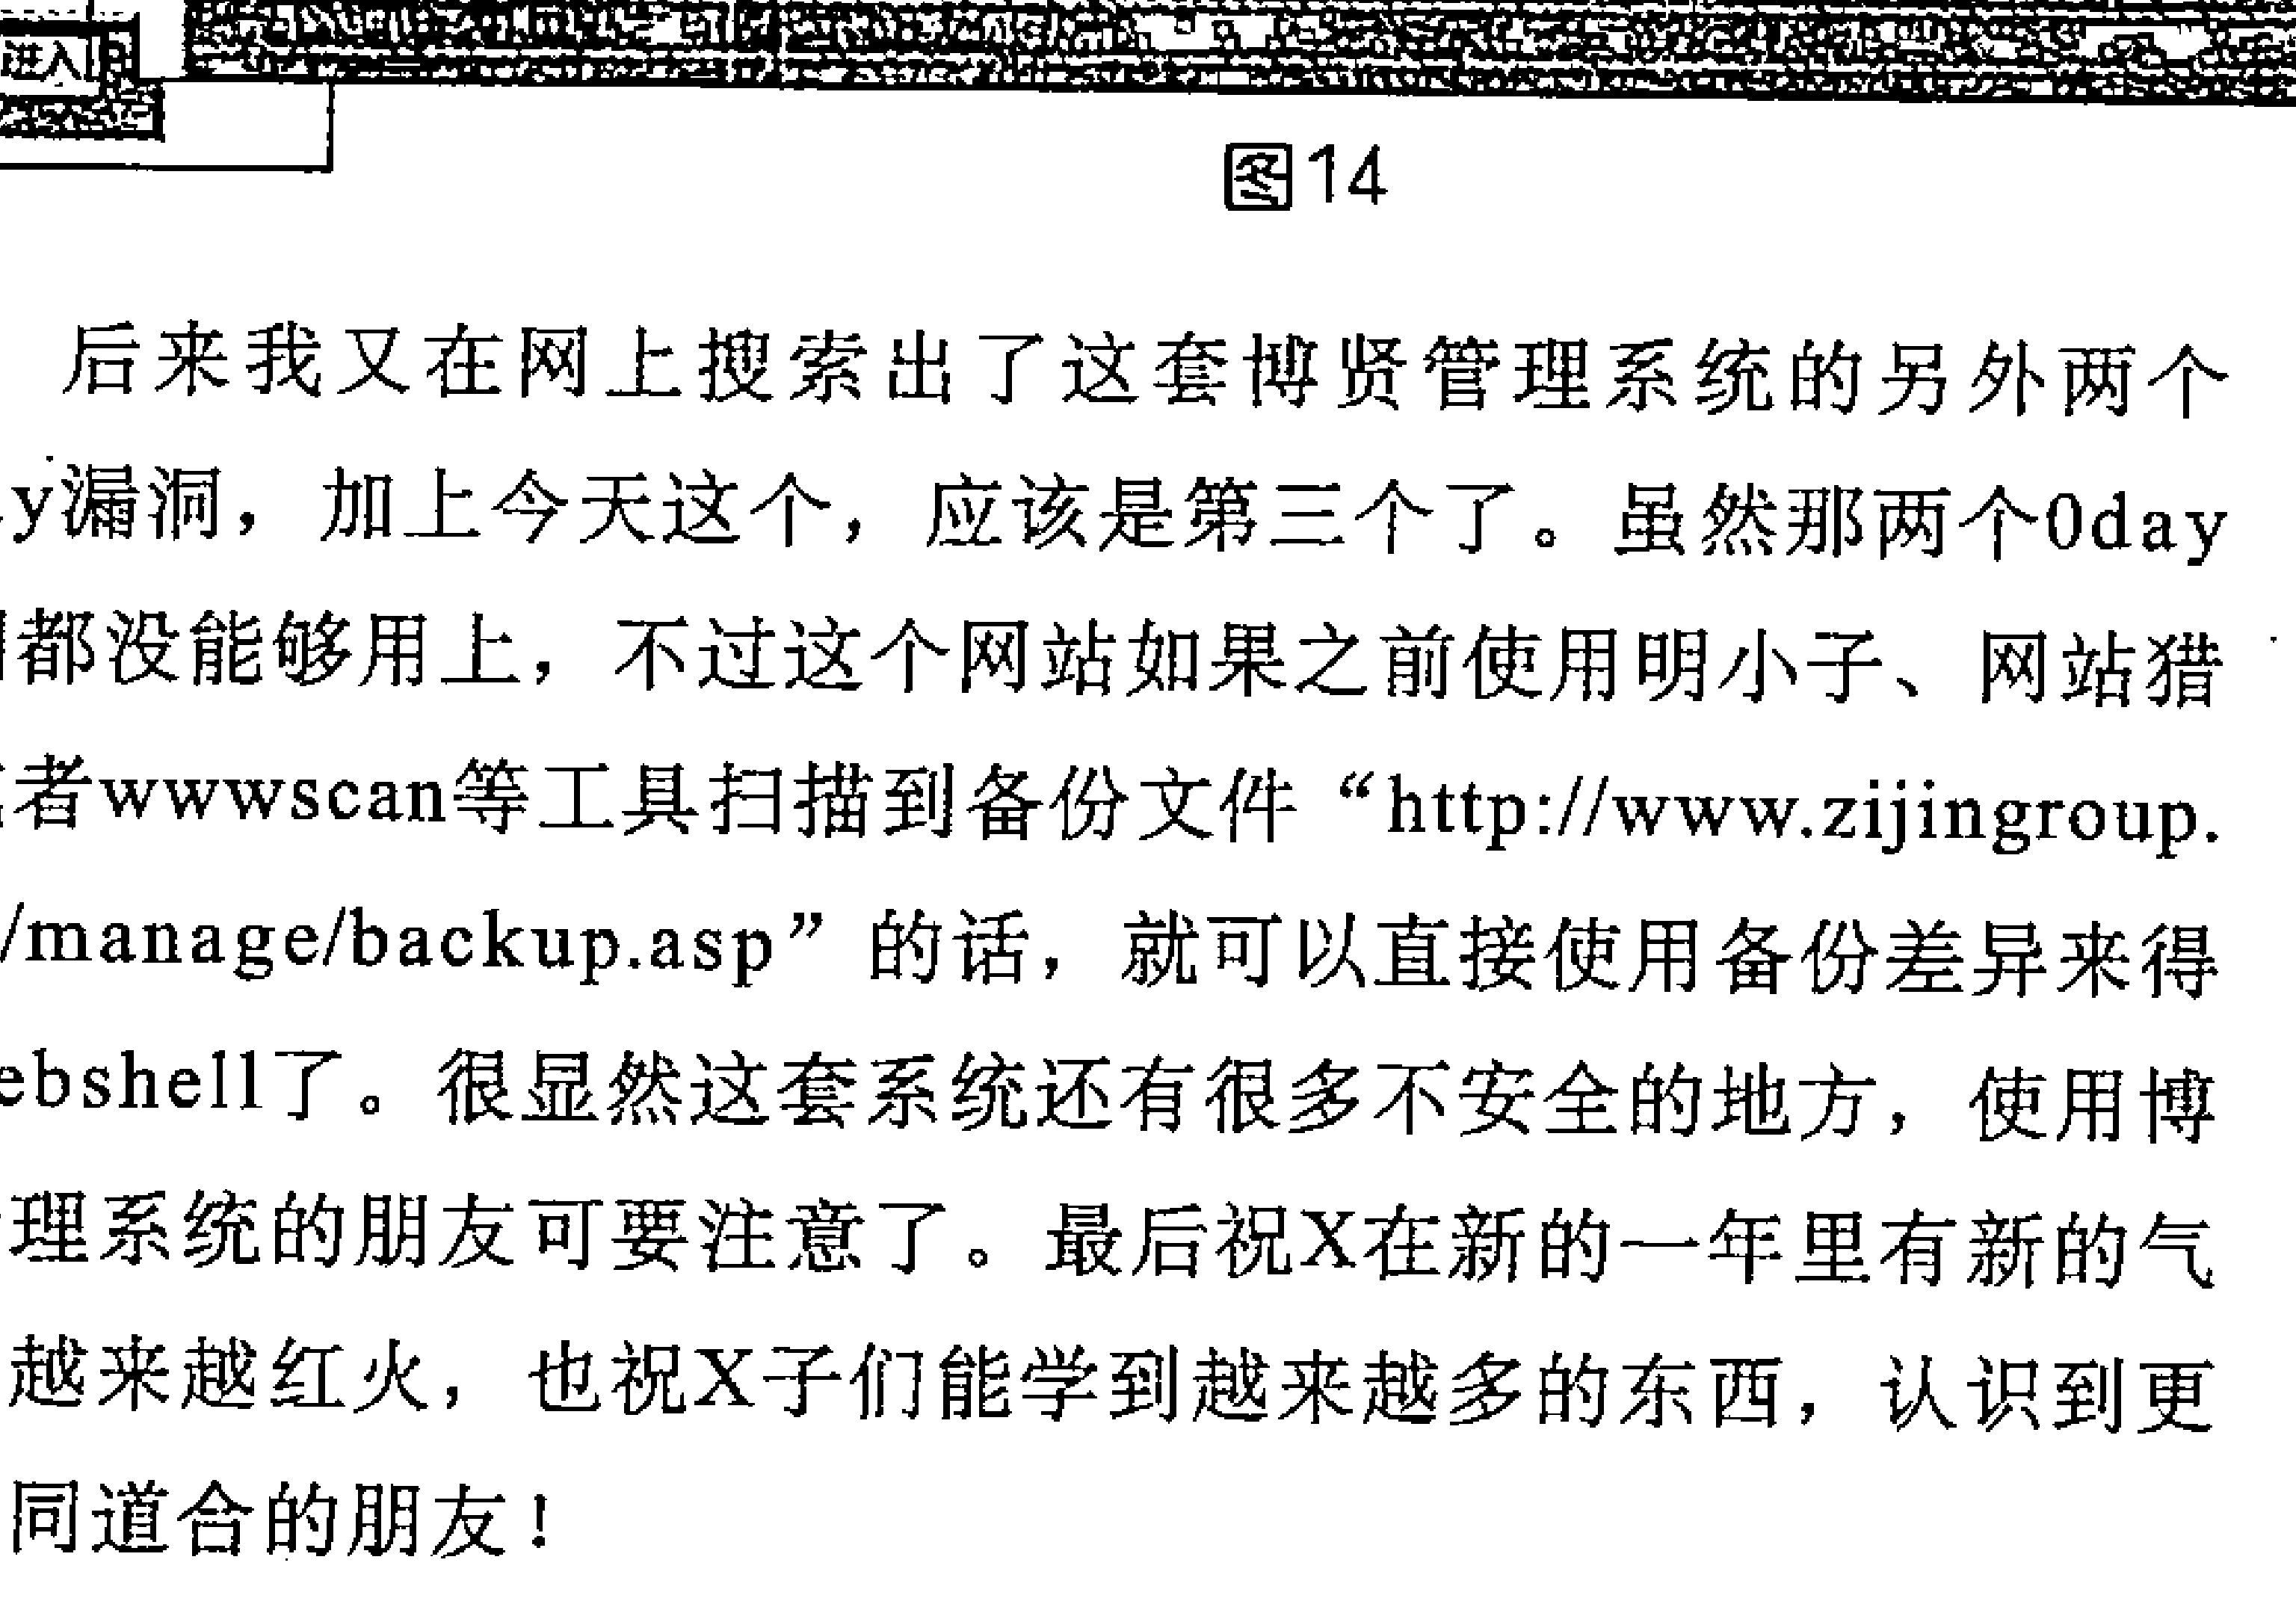 进入
图14
后来我又在网上搜索出了这套博贤管理系统的另外两个
y漏洞，加上今天这个，应该是第三个了。虽然那两个0day
都没能够用上，不过这个网站如果之前使用明小子、网站猎
者wwwscan等工具扫描到备份文件“http://www.zijingroup.
/manage/backup.asp”的话，就可以直接使用备份差异来得
ebshell了。很显然这套系统还有很多不安全的地方，使用博
理系统的朋友可要注意了。最后祝X在新的一年里有新的气
越来越红火，也祝X子们能学到越来越多的东西，认识到更
同道合的朋友！